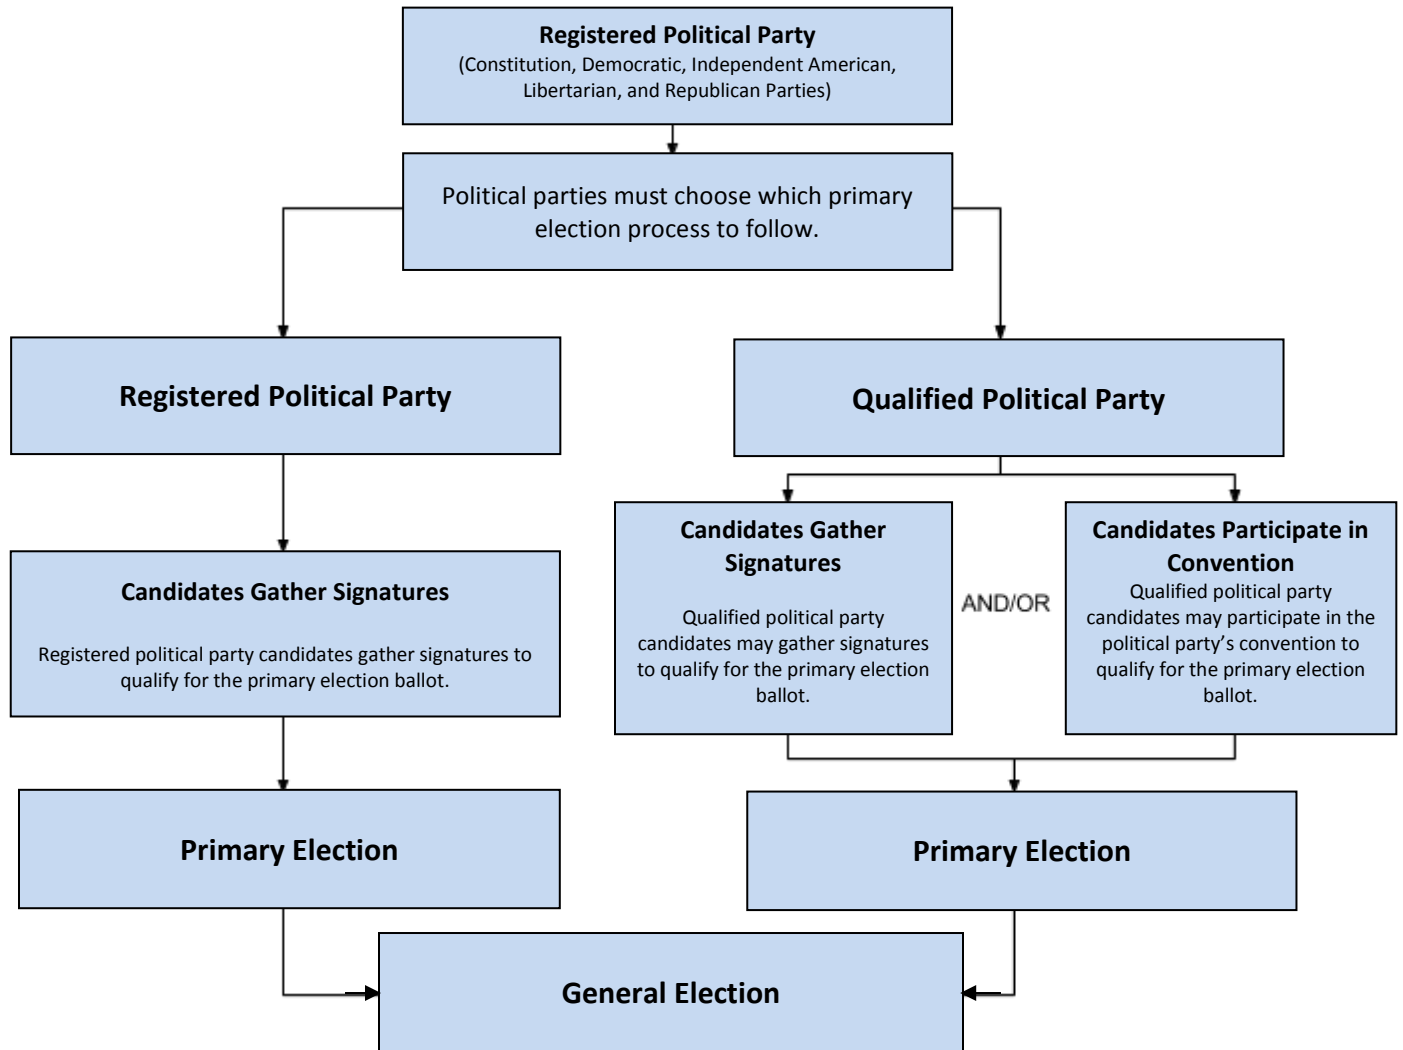 Registered Political Party
(Constitution, Democratic, Independent American,
Libertarian, and Republican Parties)
Political parties must choose which primary
election process to follow.
Registered Political Party
Qualified Political Party
Candidates Gather Signatures
Registered political party candidates gather signatures to
qualify for the primary election ballot.
Candidates Gather
Signatures
Qualified political party
candidates may gather signatures
to qualify for the primary election
ballot.
AND/OR
Candidates Participate in
Convention
Qualified political party
candidates may participate in the
political party’s convention to
qualify for the primary election
ballot.
Primary Election
Primary Election
General Election